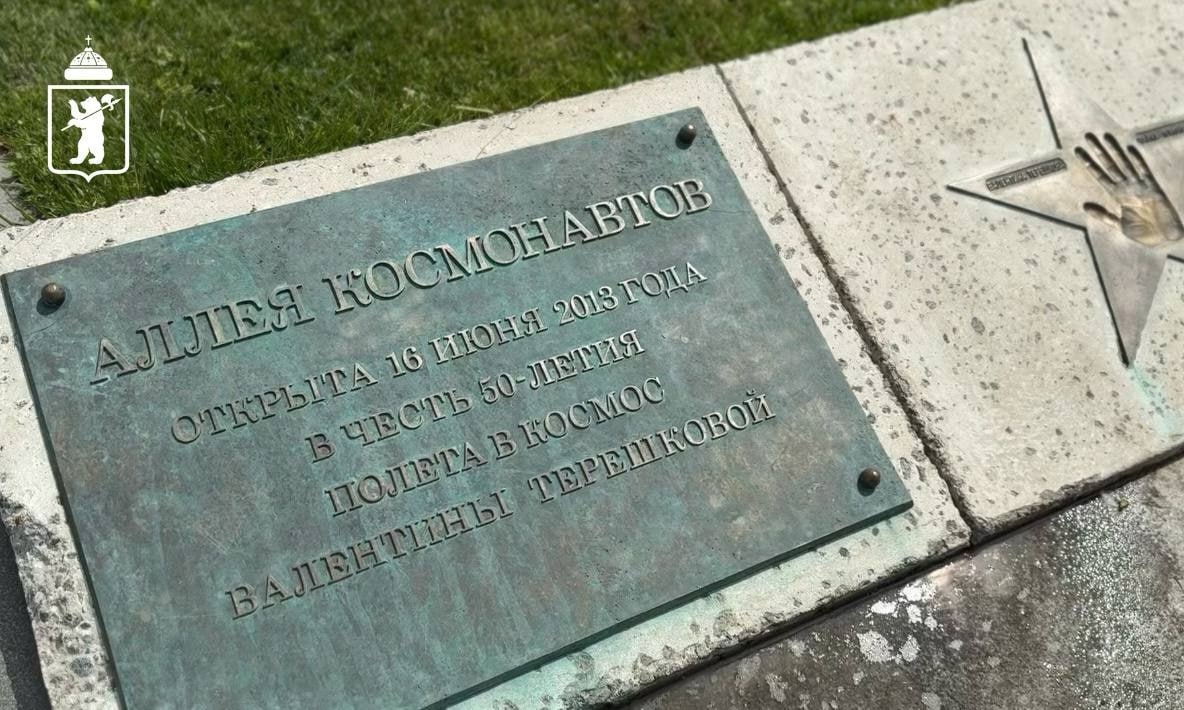 АЛЛЕЯ КОСМОНАВТОВ
ОТКРЫТА 16 ИЮНЯ 2013 ГОДА
В ЧЕСТЬ 50-ЛЕТИЯ
ПОЛЕТА В КОСМОС
ВАЛЕНТИНЫ ТЕРЕШКОВОЙ